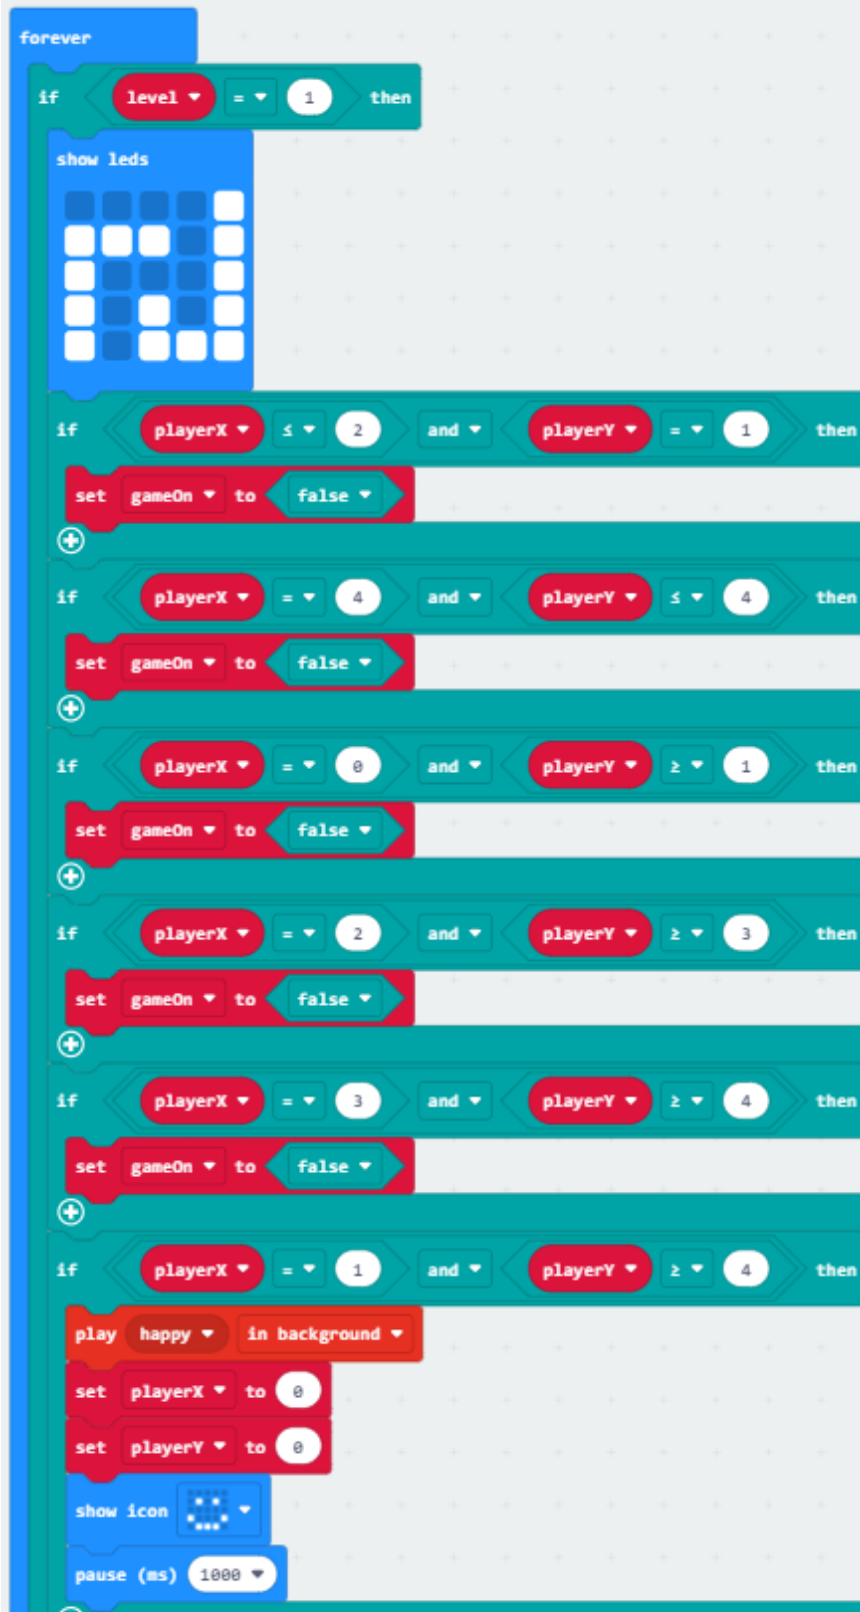 forever
if level = 1 then
show leds
if playerX ≤ 2 and playerY = 1 then
set gameOn to false
if playerX = 4 and playerY ≤ 4 then
set gameOn to false
if playerX = 0 and playerY ≥ 1 then
set gameOn to false
if playerX = 2 and playerY ≥ 3 then
set gameOn to false
if playerX = 3 and playerY ≥ 4 then
set gameOn to false
if playerX = 1 and playerY ≥ 4 then
play happy in background
set playerX to 0
set playerY to 0
show icon
pause (ms) 1000